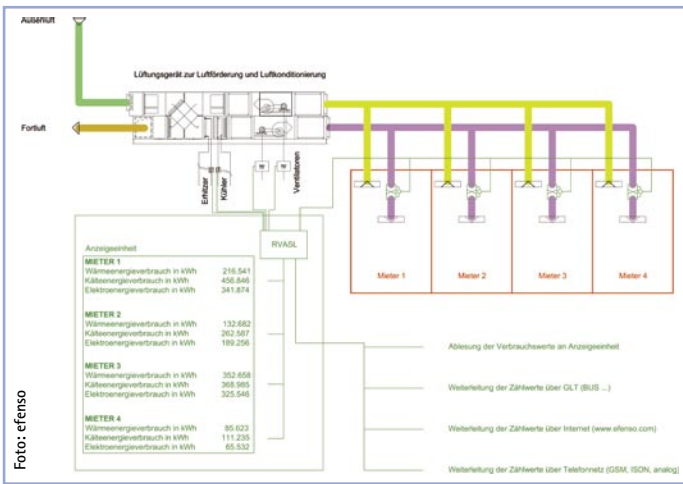 Außenluft
Lüftungsgerät zur Luftförderung und Luftkonditionierung
Fortluft
Erhitzer
Kühler
Ventilatoren
RVASL
Mieter 1
Mieter 2
Mieter 3
Mieter 4
Anzeigeeinheit
MIETER 1
Wärmeenergieverbrauch in kWh 216.541
Kälteenergieverbrauch in kWh 456.846
Elektroenergieverbrauch in kWh 341.874
MIETER 2
Wärmeenergieverbrauch in kWh 132.682
Kälteenergieverbrauch in kWh 262.587
Elektroenergieverbrauch in kWh 189.256
MIETER 3
Wärmeenergieverbrauch in kWh 352.658
Kälteenergieverbrauch in kWh 368.985
Elektroenergieverbrauch in kWh 325.546
MIETER 4
Wärmeenergieverbrauch in kWh 85.623
Kälteenergieverbrauch in kWh 111.235
Elektroenergieverbrauch in kWh 65.532
Ablesung der Verbrauchswerte an Anzeigeeinheit
Weiterleitung der Zählwerte über GLT (BUS ...)
Weiterleitung der Zählwerte über Internet (www.efenso.com)
Weiterleitung der Zählwerte über Telefonnetz (GSM, ISDN, analog)
Foto: efenso